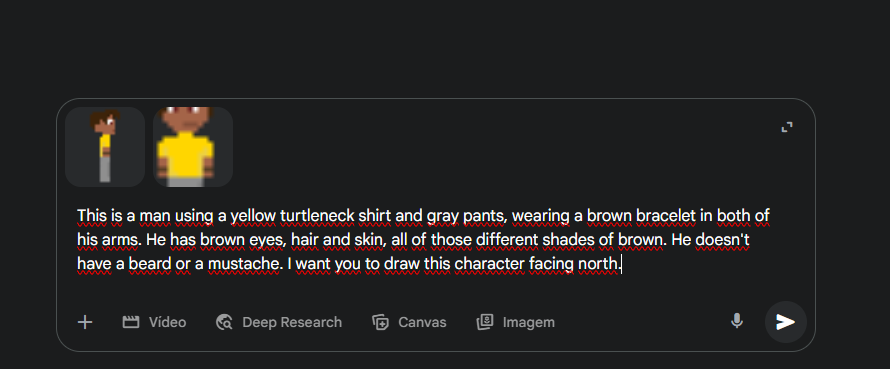 This is a man using a yellow turtleneck shirt and gray pants, wearing a brown bracelet in both of
his arms. He has brown eyes, hair and skin, all of those different shades of brown. He doesn't
have a beard or a mustache. I want you to draw this character facing north.
Vídeo Deep Research Canvas Imagem